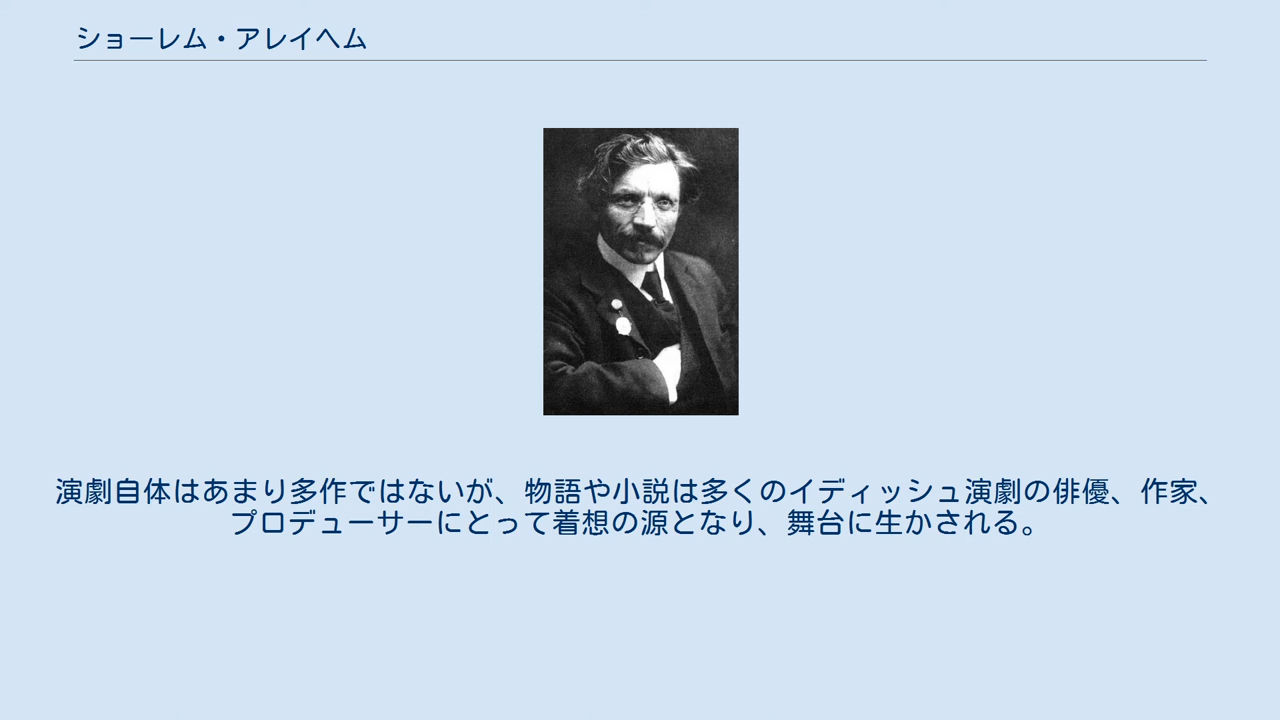 ショーレム・アレイヘム
演劇自体はあまり多作ではないが、物語や小説は多くのイディッシュ演劇の俳優、作家、
プロデューサーにとって着想の源となり、舞台に生かされる。